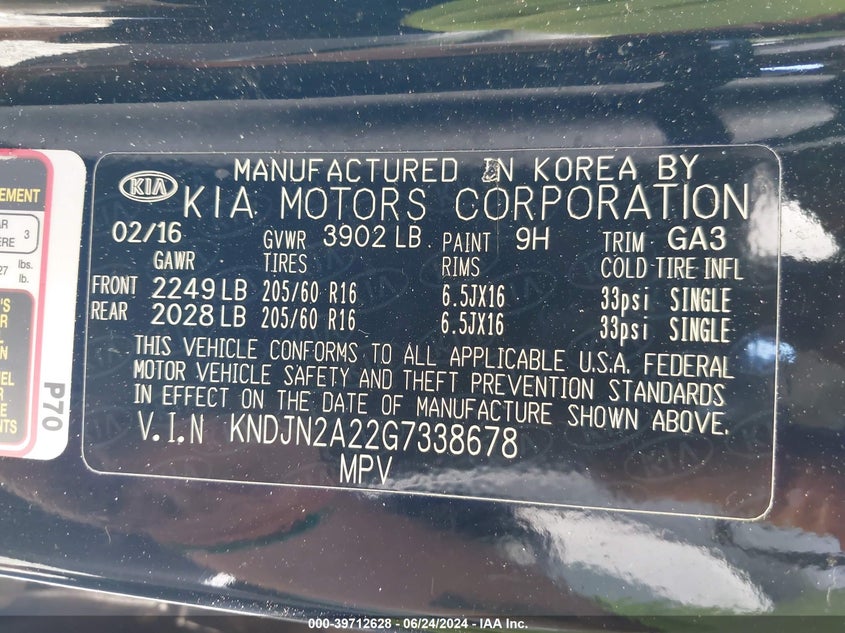 MANUFACTURED IN KOREA BY
KIA KIA MOTORS CORPORATION
02/16 GVWR 3902 LB. PAINT 9H TRIM GA3
GAWR TIRES RIMS COLD TIRE INFL
FRONT 2249 LB 205/60 R16 6.5JX16 33psi SINGLE
REAR 2028 LB 205/60 R16 6.5JX16 33psi SINGLE
THIS VEHICLE CONFORMS TO ALL APPLICABLE U.S.A. FEDERAL
MOTOR VEHICLE SAFETY AND THEFT PREVENTION STANDARDS
IN EFFECT ON THE DATE OF MANUFACTURE SHOWN ABOVE.
V.I.N KNDJN2A22G7338678
MPV
P70
3
lbs.
lb.
000-39712628 - 06/24/2024 - IAA Inc.